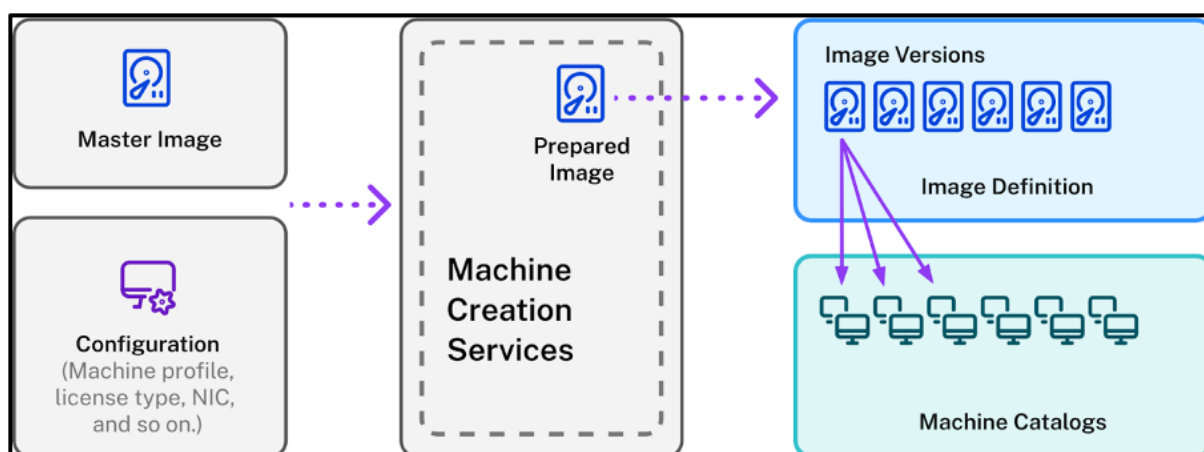 Master Image
Configuration
(Machine profile,
license type, NIC,
and so on.)
Prepared
Image
Machine
Creation
Services
Image Versions
Image Definition
Machine Catalogs